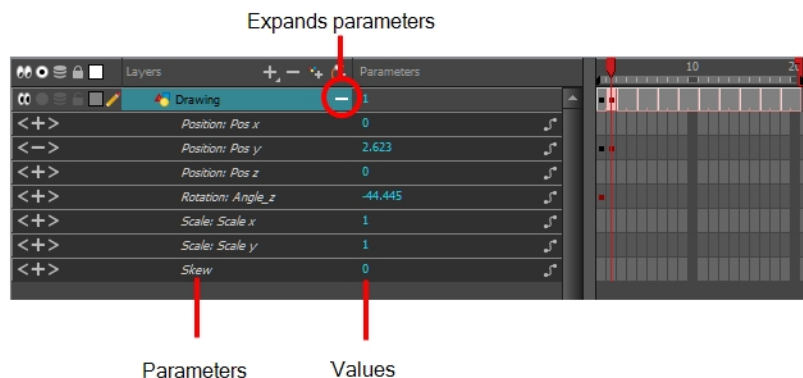 Expands parameters
Layers Parameters 10
Drawing 1
Position: Pos x 0
Position: Pos y 2.623
Position: Pos z 0
Rotation: Angle_z -44.445
Scale: Scale x 1
Scale: Scale y 1
Skew 0
Parameters Values